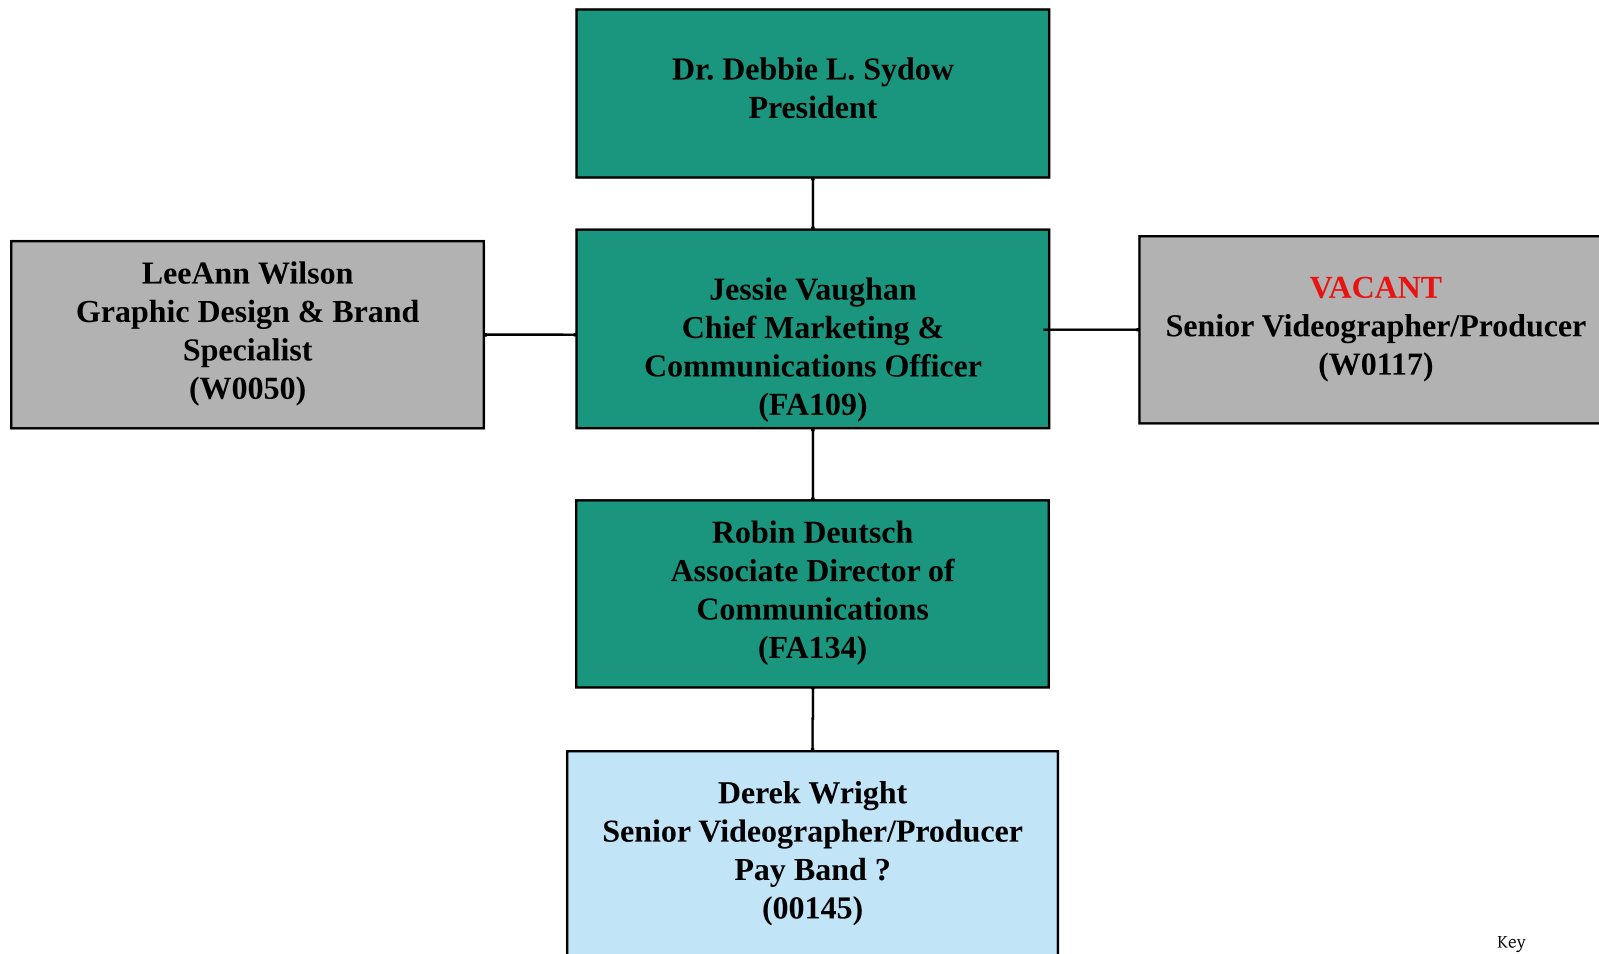 Dr. Debbie L. Sydow
President
LeeAnn Wilson
Graphic Design & Brand
Specialist
(W0050)
Jessie Vaughan
Chief Marketing &
Communications Officer
(FA109)
VACANT
Senior Videographer/Producer
(W0117)
Robin Deutsch
Associate Director of
Communications
(FA134)
Derek Wright
Senior Videographer/Producer
Pay Band ?
(00145)
Key